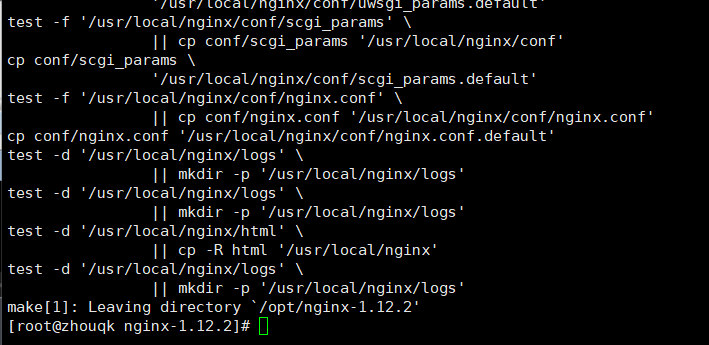 '/usr/local/nginx/conf/uwsgi_params.default'
test -f '/usr/local/nginx/conf/scgi_params' \
|| cp conf/scgi_params '/usr/local/nginx/conf'
cp conf/scgi_params \
'/usr/local/nginx/conf/scgi_params.default'
test -f '/usr/local/nginx/conf/nginx.conf' \
|| cp conf/nginx.conf '/usr/local/nginx/conf/nginx.conf'
cp conf/nginx.conf '/usr/local/nginx/conf/nginx.conf.default'
test -d '/usr/local/nginx/logs' \
|| mkdir -p '/usr/local/nginx/logs'
test -d '/usr/local/nginx/logs' \
|| mkdir -p '/usr/local/nginx/logs'
test -d '/usr/local/nginx/html' \
|| cp -R html '/usr/local/nginx'
test -d '/usr/local/nginx/logs' \
|| mkdir -p '/usr/local/nginx/logs'
make[1]: Leaving directory `/opt/nginx-1.12.2'
[root@zhouqk nginx-1.12.2]#